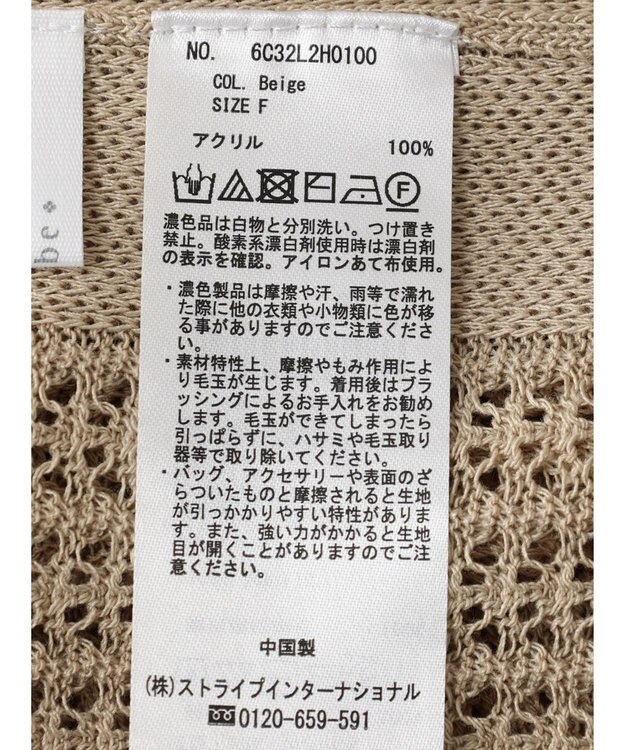 NO. 6C32L2H0100
COL. Beige
SIZE F
アクリル 100%
F
濃色品は白物と分別洗い。つけ置き
禁止。酸素系漂白剤使用時は漂白剤
の表示を確認。アイロンあて布使用。
・濃色製品は摩擦や汗、雨等で濡れ
た際に他の衣類や小物類に色が移
る事がありますのでご注意くださ
い。
・素材特性上、摩擦やもみ作用によ
り毛玉が生じます。着用後はブラ
ッシングによるお手入れをお勧め
します。毛玉ができてしまったら
引っぱらずに、ハサミや毛玉取り
器等で取り除いてください。
・バッグ、アクセサリーや表面のざ
らついたものと摩擦されると生地
が引っかかりやすい特性がありま
す。また、強い力がかかると生地
目が開くことがありますのでご注
意ください。
中国製
(株)ストライプインターナショナル
0120-659-591
be